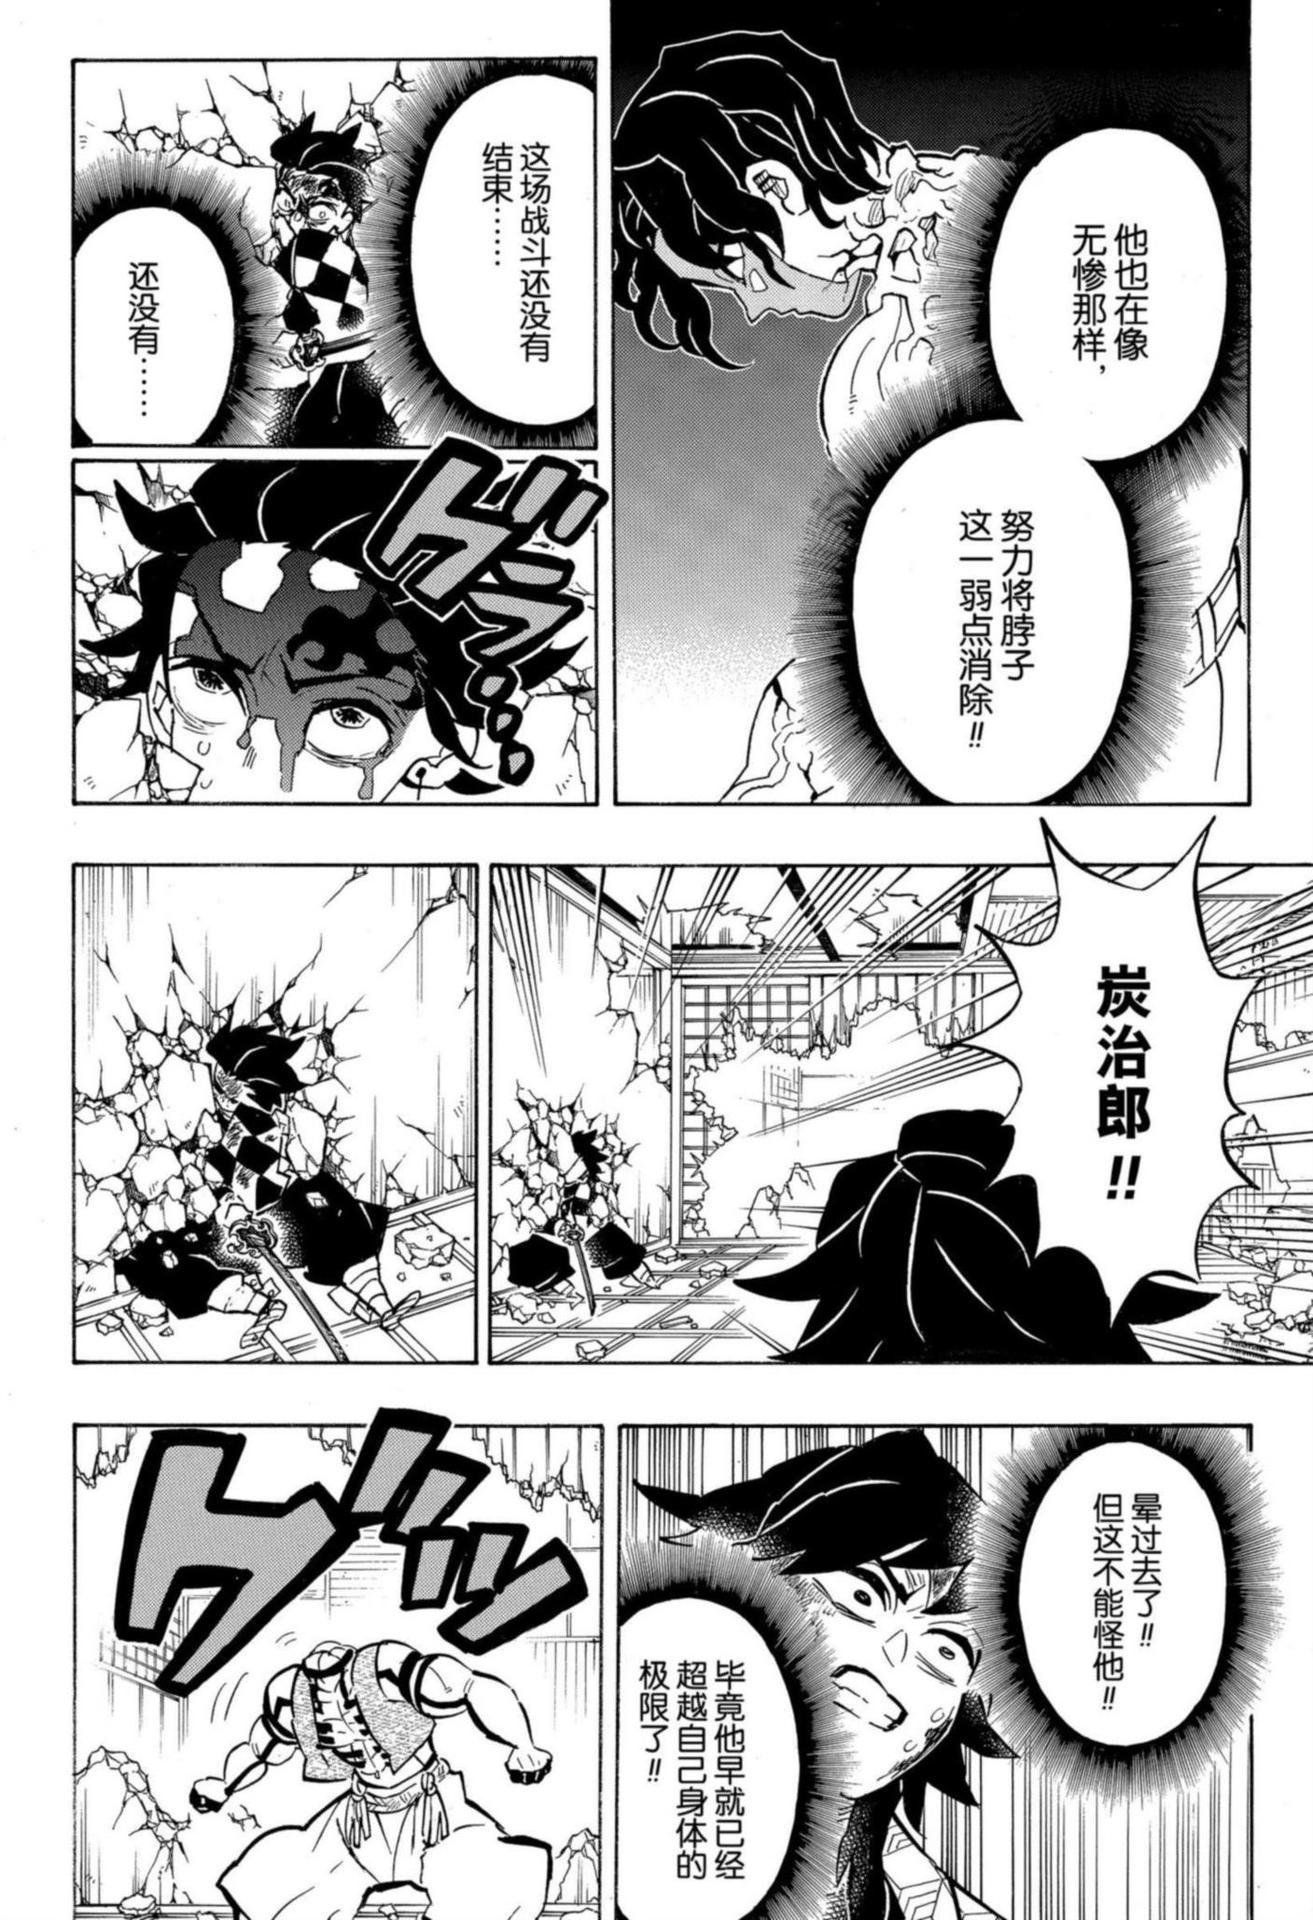 他也在像
无惨那样，
努力将脖子
这一弱点消除!!
这场战斗还没有
结束……
还没有……
グラ…
炭治郎!!
晕过去了!!
但这不能怪他!!
毕竟他早就已经
超越自己身体的
极限了!!
グッ